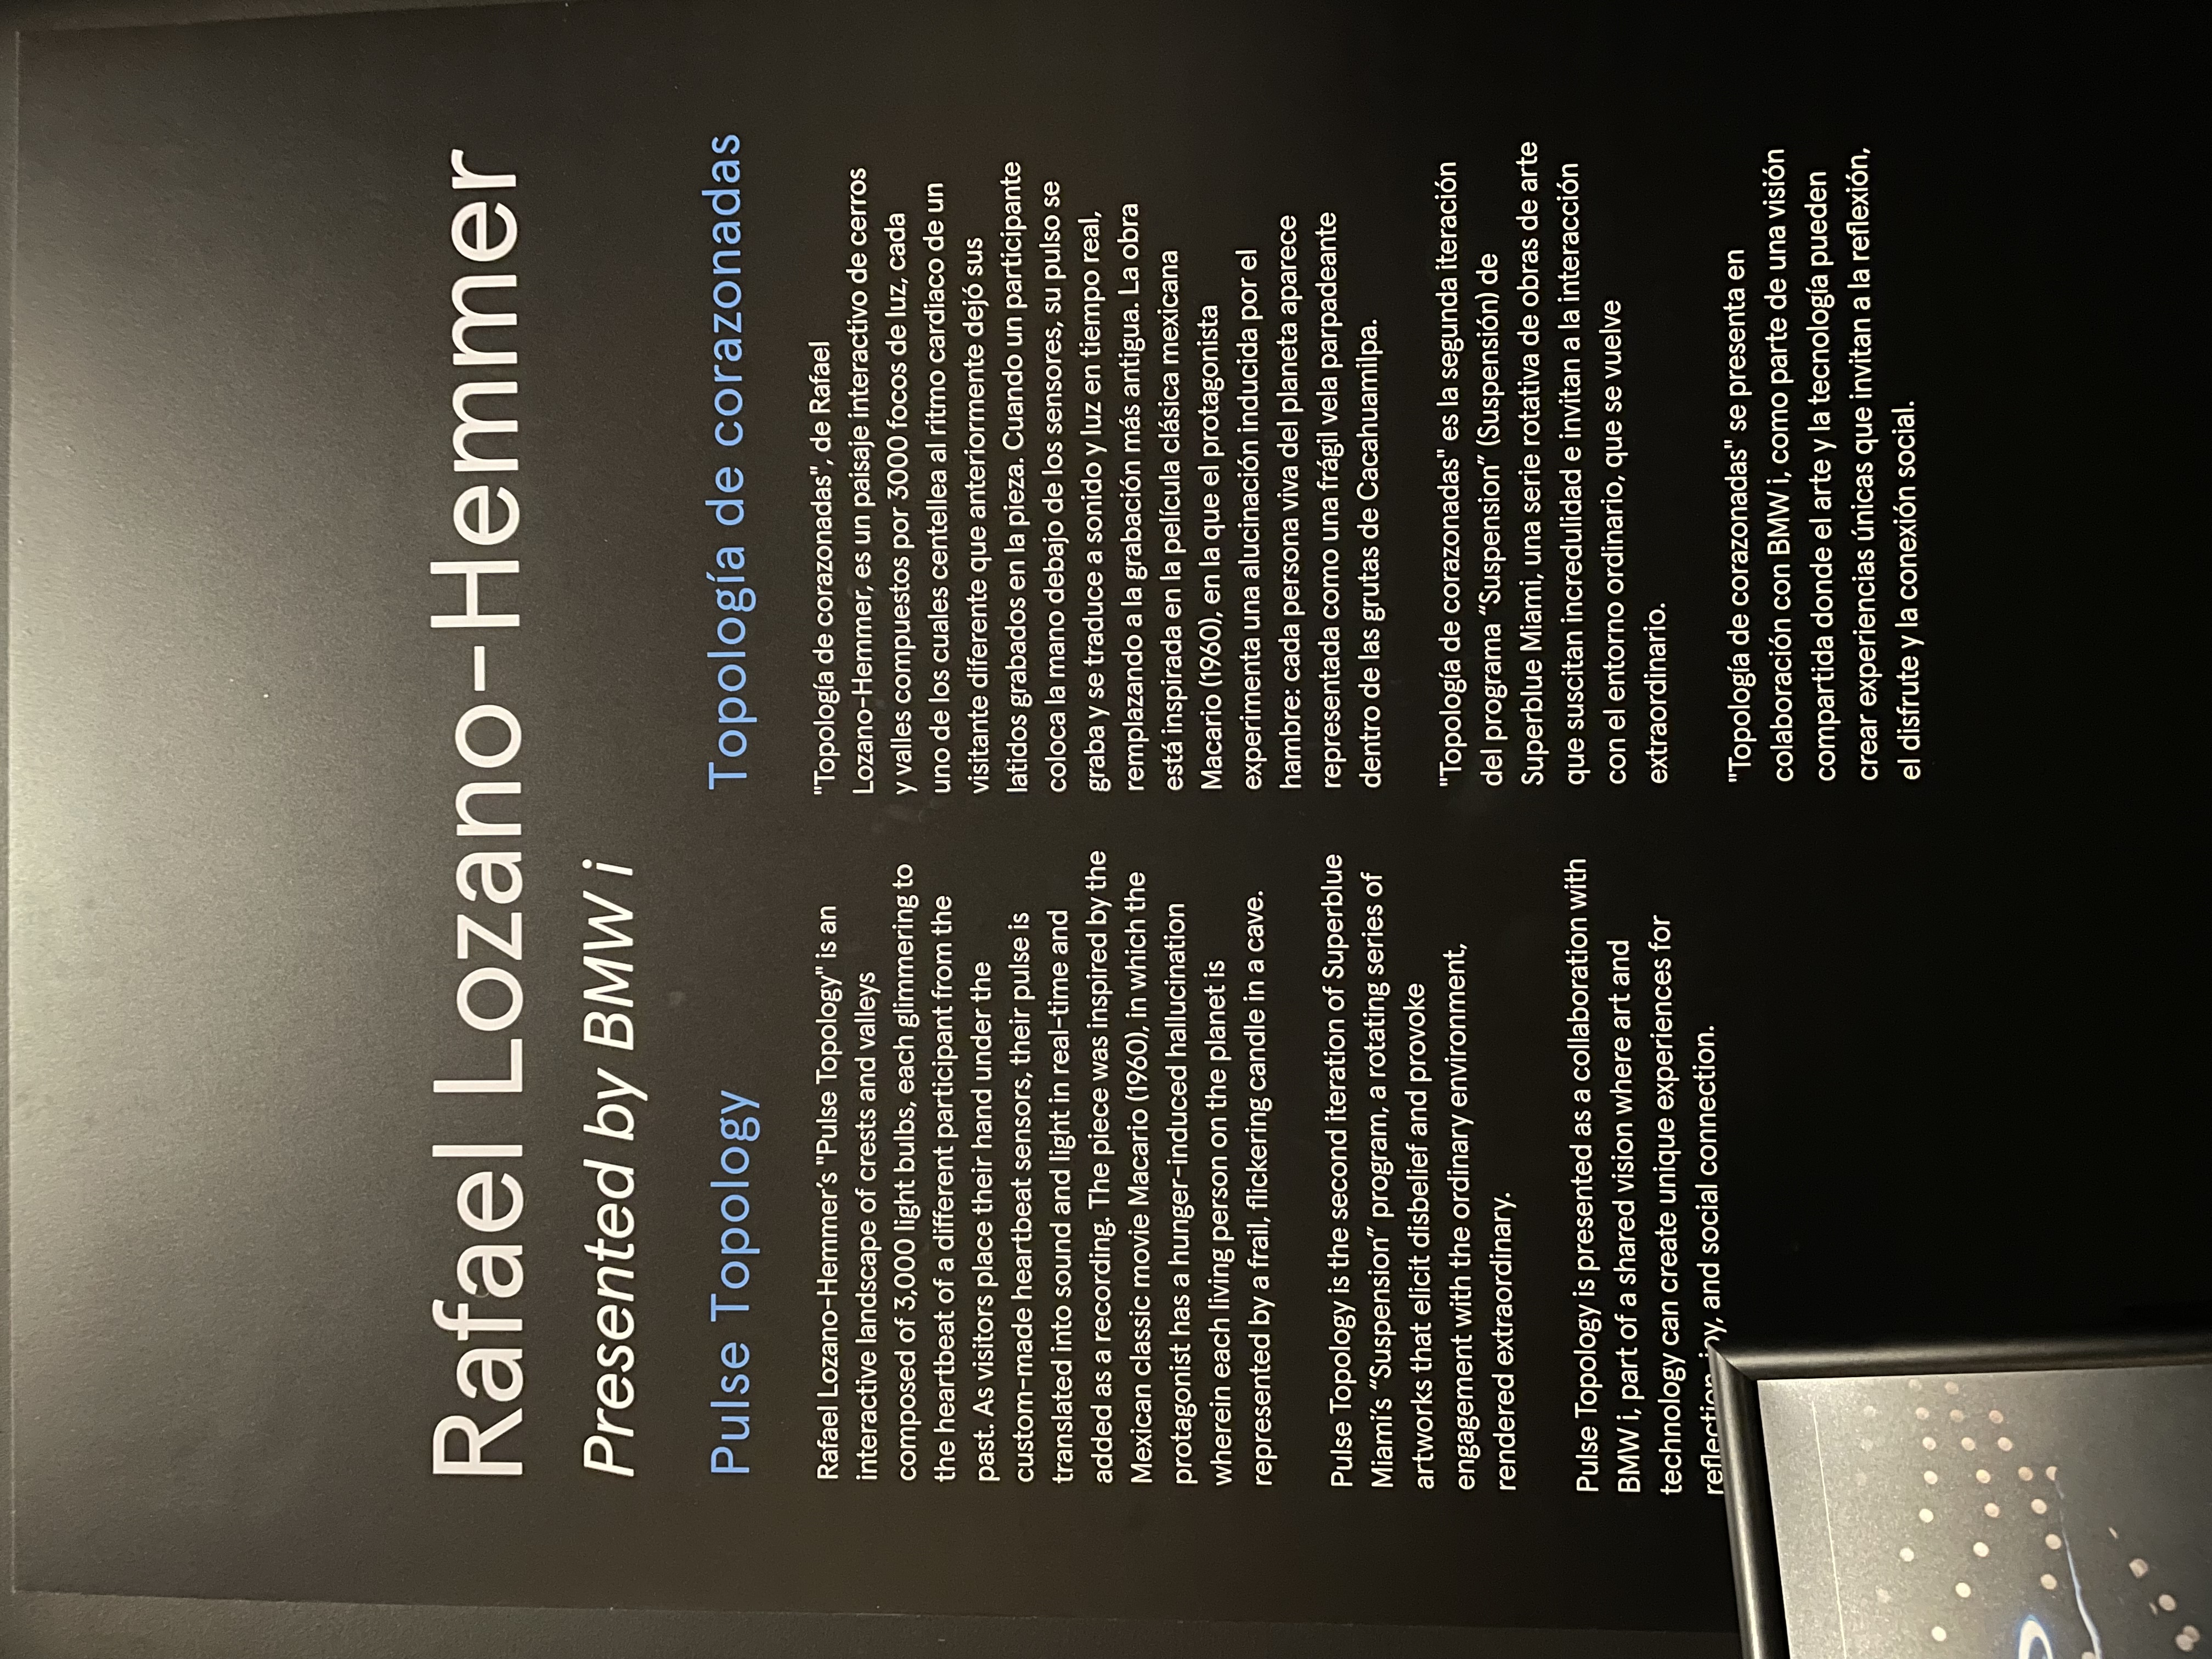 Rafael Lozano-Hemmer
Presented by BMW i
Pulse Topology
Rafael Lozano-Hemmer’s "Pulse Topology" is an
interactive landscape of crests and valleys
composed of 3,000 light bulbs, each glimmering to
the heartbeat of a different participant from the
past. As visitors place their hand under the
custom-made heartbeat sensors, their pulse is
translated into sound and light in real-time and
added as a recording. The piece was inspired by the
Mexican classic movie Macario (1960), in which the
protagonist has a hunger-induced hallucination
wherein each living person on the planet is
represented by a frail, flickering candle in a cave.
Pulse Topology is the second iteration of Superblue
Miami’s “Suspension” program, a rotating series of
artworks that elicit disbelief and provoke
engagement with the ordinary environment,
rendered extraordinary.
Pulse Topology is presented as a collaboration with
BMW i, part of a shared vision where art and
technology can create unique experiences for
reflection, joy, and social connection.
Topología de corazonadas
"Topología de corazonadas", de Rafael
Lozano-Hemmer, es un paisaje interactivo de cerros
y valles compuestos por 3000 focos de luz, cada
uno de los cuales centellea al ritmo cardiaco de un
visitante diferente que anteriormente dejó sus
latidos grabados en la pieza. Cuando un participante
coloca la mano debajo de los sensores, su pulso se
graba y se traduce a sonido y luz en tiempo real,
remplazando a la grabación más antigua. La obra
está inspirada en la película clásica mexicana
Macario (1960), en la que el protagonista
experimenta una alucinación inducida por el
hambre: cada persona viva del planeta aparece
representada como una frágil vela parpadeante
dentro de las grutas de Cacahuamilpa.
"Topología de corazonadas" es la segunda iteración
del programa “Suspension” (Suspensión) de
Superblue Miami, una serie rotativa de obras de arte
que suscitan incredulidad e invitan a la interacción
con el entorno ordinario, que se vuelve
extraordinario.
"Topología de corazonadas" se presenta en
colaboración con BMW i, como parte de una visión
compartida donde el arte y la tecnología pueden
crear experiencias únicas que invitan a la reflexión,
el disfrute y la conexión social.